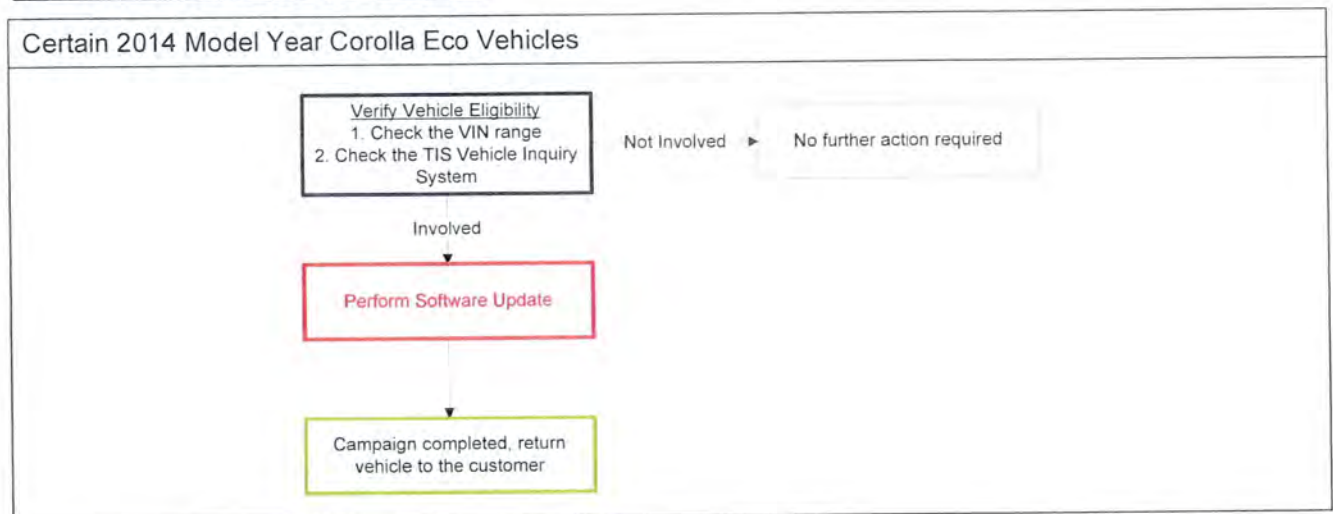 Certain 2014 Model Year Corolla Eco Vehicles
Verify Vehicle Eligibility
1. Check the VIN range
2. Check the TIS Vehicle Inquiry
System
Not Involved
No further action required
Involved
Perform Software Update
Campaign completed, return
vehicle to the customer